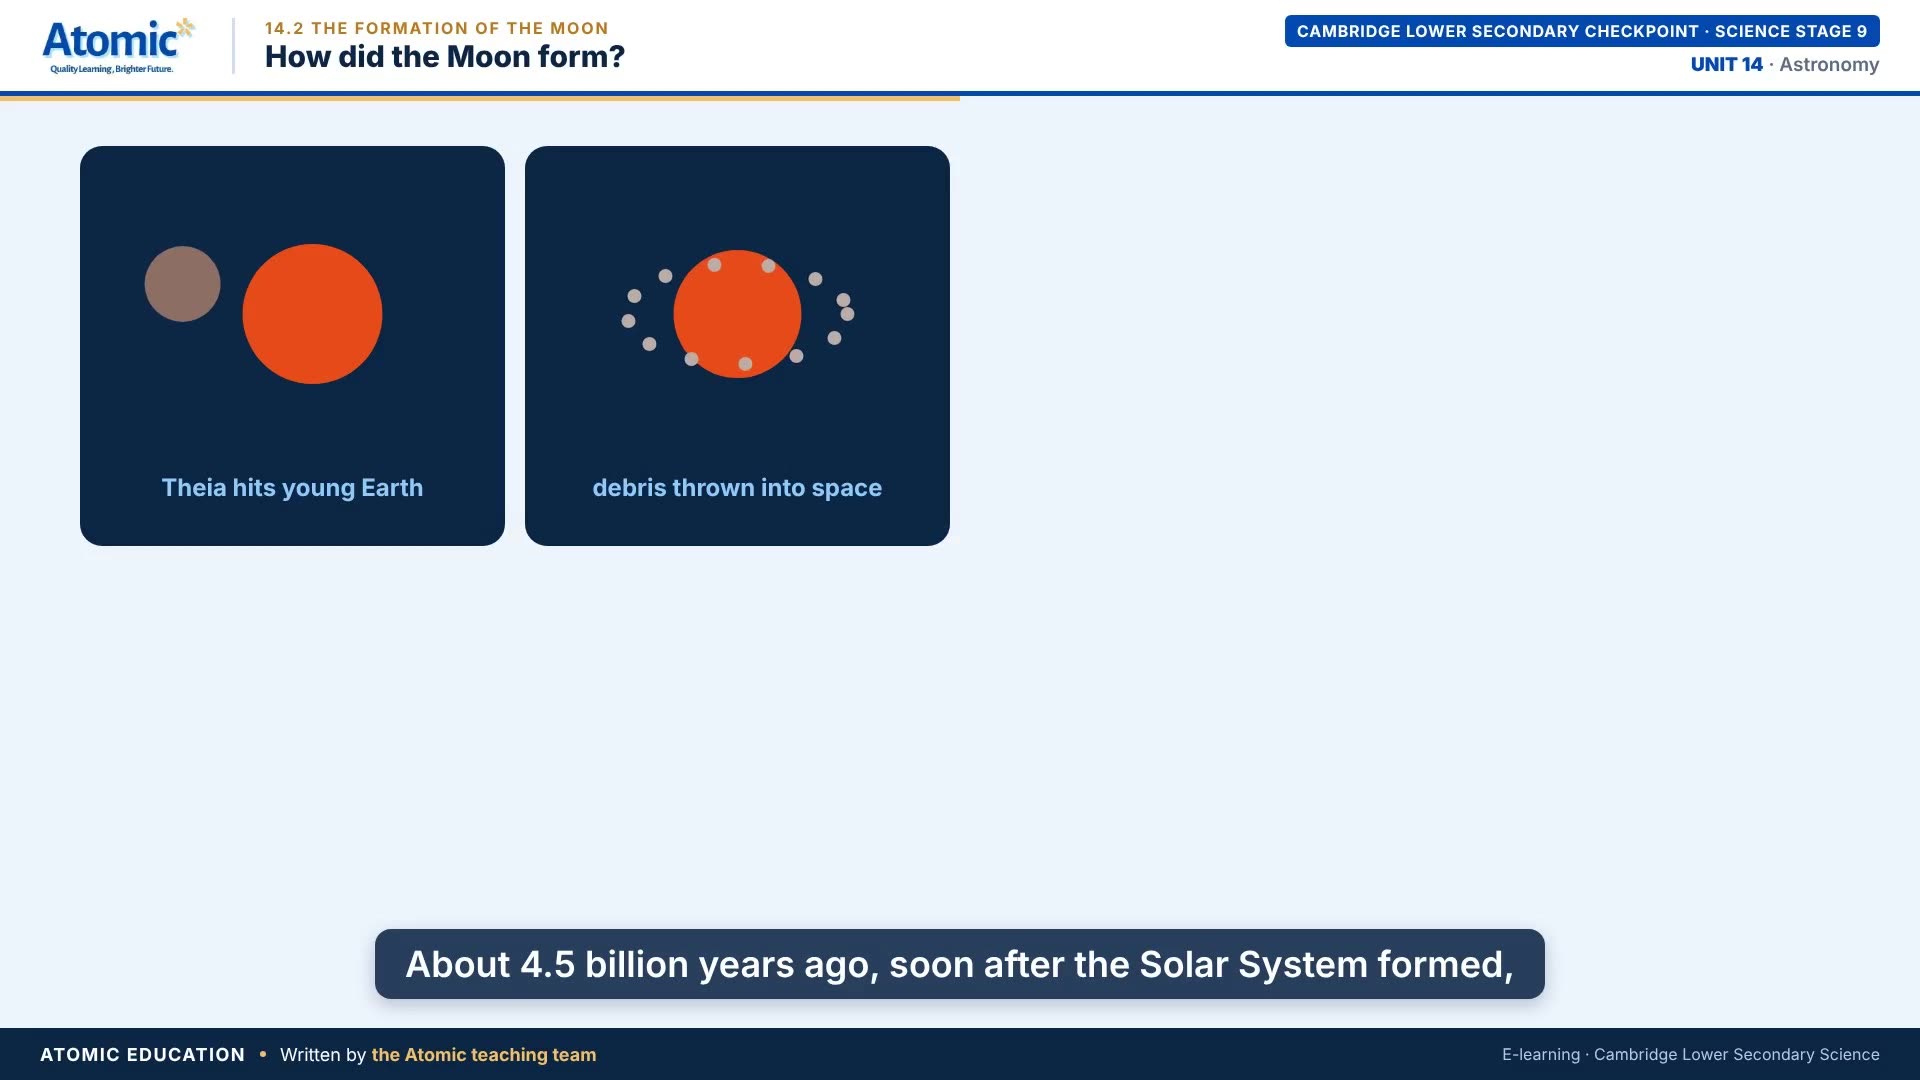 Atomic
Quality Learning, Brighter Future.
14.2 THE FORMATION OF THE MOON
How did the Moon form?
CAMBRIDGE LOWER SECONDARY CHECKPOINT · SCIENCE STAGE 9
UNIT 14 · Astronomy
Theia hits young Earth
debris thrown into space
About 4.5 billion years ago, soon after the Solar System formed,
ATOMIC EDUCATION • Written by the Atomic teaching team
E-learning · Cambridge Lower Secondary Science